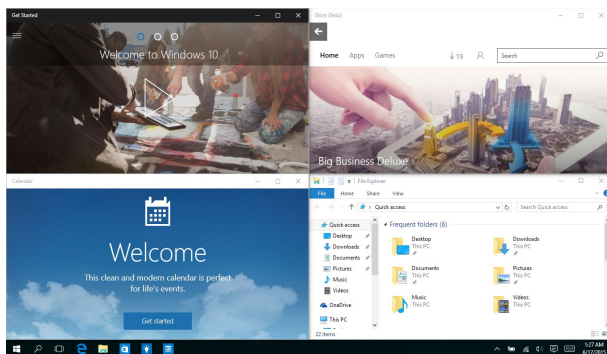 Get Started
Welcome to Windows 10
Store (Beta)
Home Apps Games 19 Search
Big Business Deluxe
Calendar
Welcome
This clean and modern calendar is perfect
for life's events.
Get started
File Explorer
File Home Share View
Quick access Search Quick access
Quick access
Desktop
Downloads
Documents
Pictures
Music
Videos
OneDrive
This PC
Frequent folders (6)
Desktop
This PC
Downloads
This PC
Documents
This PC
Pictures
This PC
Music
This PC
Videos
This PC
22 items
1:27 AM
6/17/2015